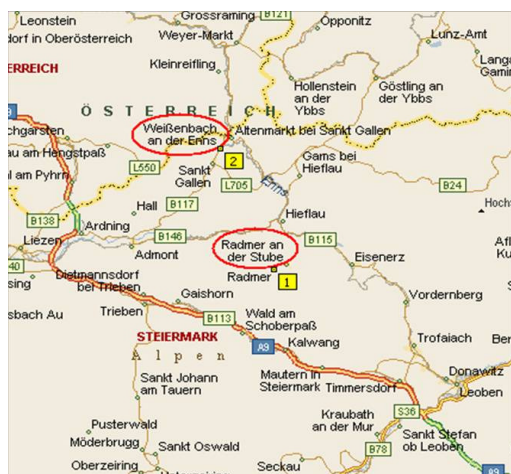 Leonstein
Grossraming
B121
Opponitz
dorf in Oberösterreich
Weyer-Markt
Lunz-Amt
ERREICH
Kleinreifling
Hollenstein
an der
Ybbs
Göstling an
der Ybbs
Langa
ÖSTERREICH
A9
Weißenbach
an der Enns
Altenmarkt bei Sankt Gallen
chgarsten
au am Hengstpaß
al am Pyhrn
L550
2
Sankt
Gallen
L705
Enns
Gams bei
Hieflau
B24
B117
Hall
Hieflau
B138
Ardning
B146
Liezen
Admont
Radmer an
der Stube
B115
Eisenerz
Radmer
1
Dietmannsdorf
bei Trieben
Gaishorn
Vordernberg
sbach Au
Trieben
B113
Wald am
Schoberpaß
STEIERMARK
Alpen
A9
Kalwang
Trofaiach
Mautern in
Steiermark
Timmersdorf
Donawitz
Leoben
Sankt Johann
am Tauern
Kraubath
an der Mur
S36
Pusterwald
B78
Sankt Stefan
ob Leoben
Möderbrugg
Sankt Oswald
Oberzeiring
Seckau
A9